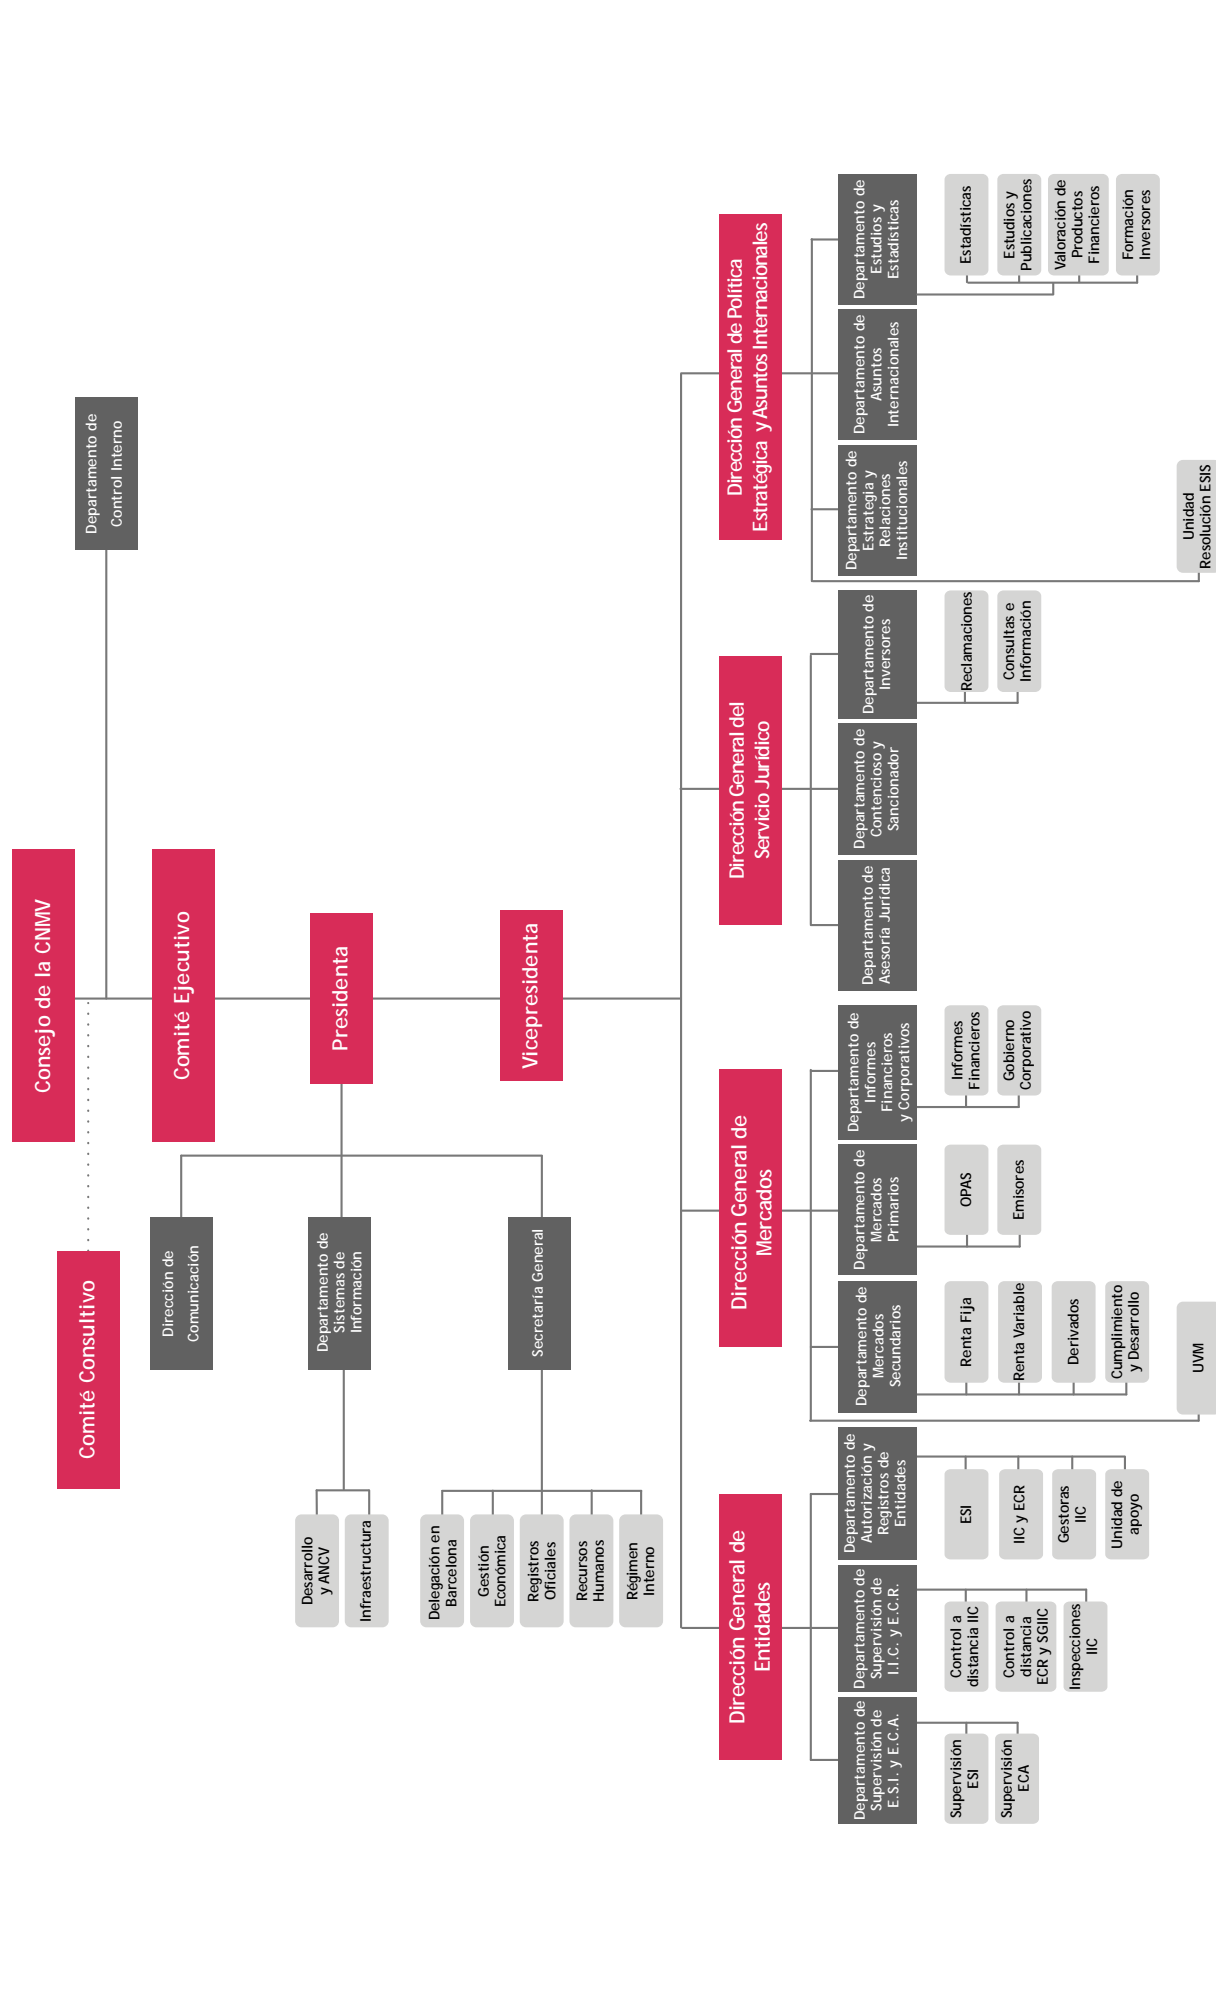 Consejo de la CNMV
Departamento de
Control Interno
Comité Consultivo
Comité Ejecutivo
Presidenta
Vicepresidenta
Dirección de
Comunicación
Departamento de
Sistemas de
Información
Secretaría General
Desarrollo
y ANCV
Infraestructura
Delegación en
Barcelona
Gestión
Económica
Registros
Oficiales
Recursos
Humanos
Régimen
Interno
Dirección General de
Entidades
Dirección General de
Mercados
Dirección General del
Servicio Jurídico
Dirección General de Política
Estratégica y Asuntos Internacionales
Departamento de
Supervisión de
E.S.I. y E.C.A.
Departamento de
Supervisión de
I.I.C. y E.C.R.
Departamento de
Autorización y
Registros de
Entidades
Departamento de
Mercados
Secundarios
Departamento de
Mercados
Primarios
Departamento de
Informes
Financieros
y Corporativos
Departamento de
Asesoría Jurídica
Departamento de
Contencioso y
Sancionador
Departamento de
Inversores
Departamento de
Estrategia y
Relaciones
Institucionales
Departamento de
Asuntos
Internacionales
Departamento de
Estudios y
Estadísticas
Supervisión
ESI
Supervisión
ECA
Control a
distancia IIC
Control a
distancia
ECR y SGIIC
Inspecciones
IIC
ESI
IIC y ECR
Gestoras
IIC
Unidad de
apoyo
Renta Fija
Renta Variable
Derivados
Cumplimiento
y Desarrollo
OPAS
Emisores
Informes
Financieros
Gobierno
Corporativo
Reclamaciones
Consultas e
Información
Estadísticas
Estudios y
Publicaciones
Valoración de
Productos
Financieros
Formación
Inversores
UVM
Unidad
Resolución ESIS